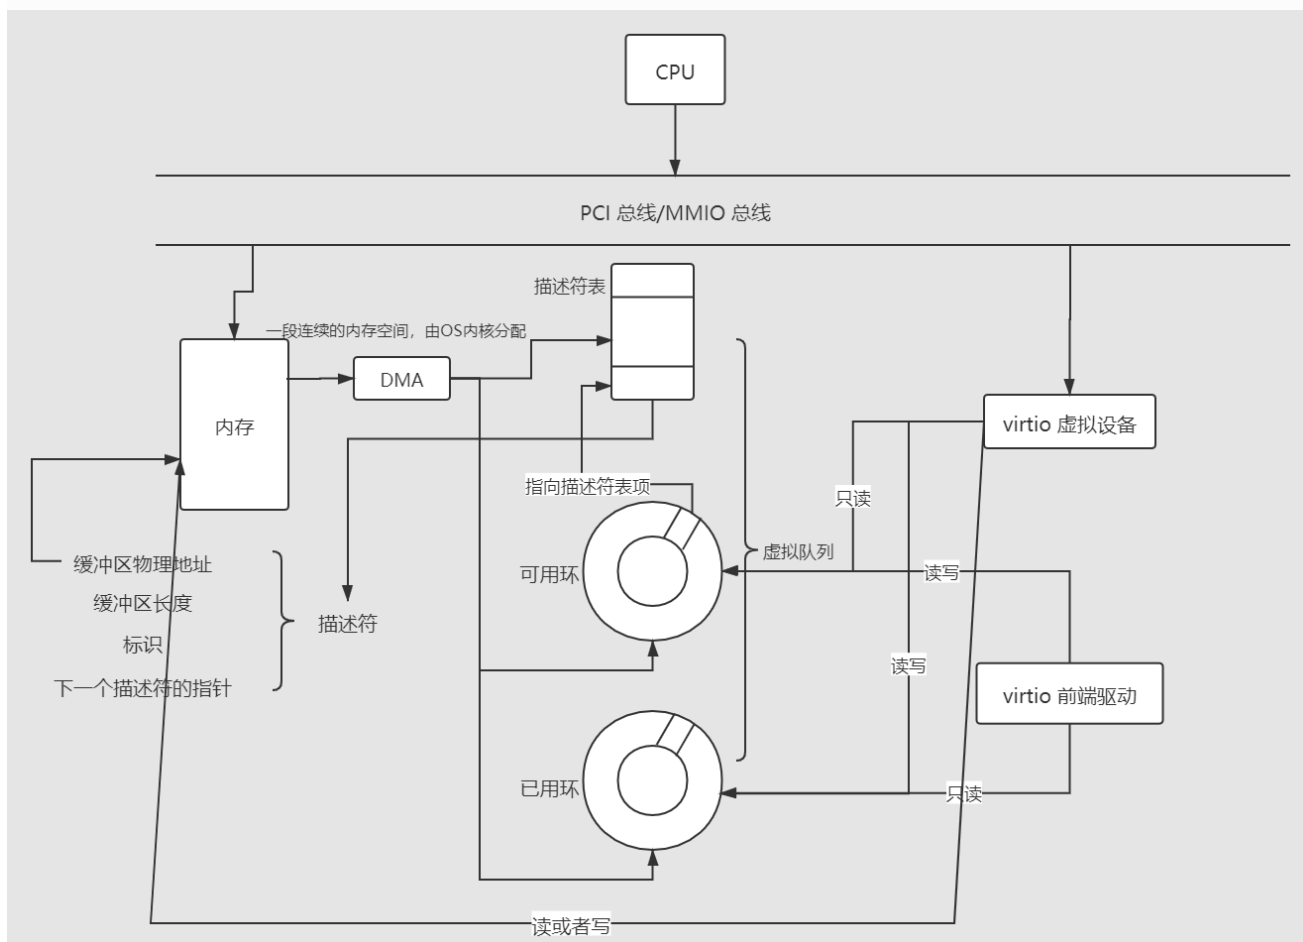 CPU
PCI 总线/MMIO 总线
描述符表
一段连续的内存空间，由OS内核分配
DMA
内存
virtio 虚拟设备
指向描述符表项
只读
虚拟队列
缓冲区物理地址
可用环
读写
缓冲区长度
描述符
标识
读写
下一个描述符的指针
virtio 前端驱动
已用环
只读
读或者写